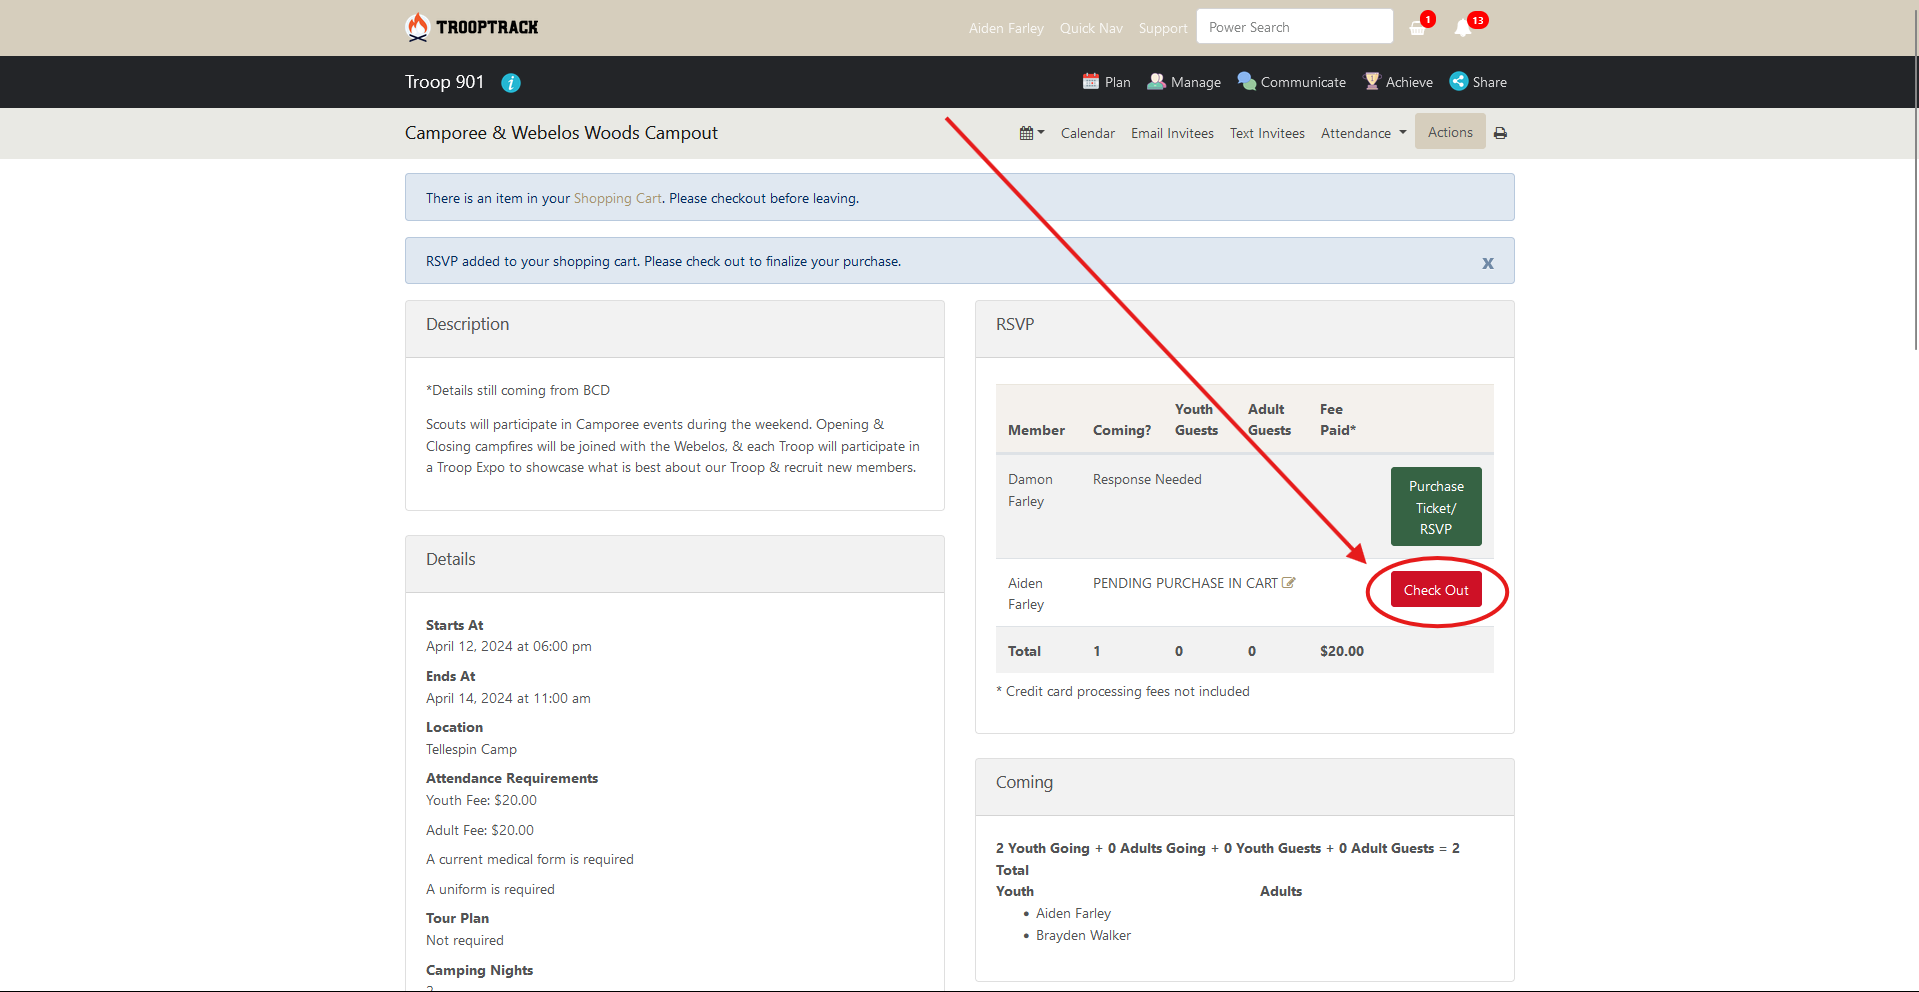 TROOPTRACK
Aiden Farley Quick Nav Support Power Search 1 13
Troop 901 i Plan Manage Communicate Achieve Share
Camporee & Webelos Woods Campout Calendar Email Invitees Text Invitees Attendance Actions
There is an item in your Shopping Cart. Please checkout before leaving.
RSVP added to your shopping cart. Please check out to finalize your purchase. x
Description
*Details still coming from BCD
Scouts will participate in Camporee events during the weekend. Opening &
Closing campfires will be joined with the Webelos, & each Troop will participate in
a Troop Expo to showcase what is best about our Troop & recruit new members.
Details
Starts At
April 12, 2024 at 06:00 pm
Ends At
April 14, 2024 at 11:00 am
Location
Tellespin Camp
Attendance Requirements
Youth Fee: $20.00
Adult Fee: $20.00
A current medical form is required
A uniform is required
Tour Plan
Not required
Camping Nights
RSVP
Member Coming? Youth Guests Adult Guests Fee Paid*
Damon Farley Response Needed
Purchase
Ticket/
RSVP
Aiden Farley PENDING PURCHASE IN CART Check Out
Total 1 0 0 $20.00
* Credit card processing fees not included
Coming
2 Youth Going + 0 Adults Going + 0 Youth Guests + 0 Adult Guests = 2
Total
Youth Adults
Aiden Farley
Brayden Walker